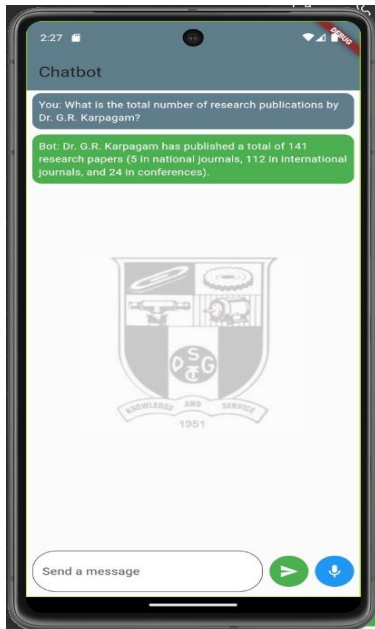 2:27
DEBUG
Chatbot
You: What is the total number of research publications by
Dr. G.R. Karpagam?
Bot: Dr. G.R. Karpagam has published a total of 141
research papers (5 in national journals, 112 in international
journals, and 24 in conferences).
PSG
TC
KNOWLEDGE AND SERVICE
1951
Send a message